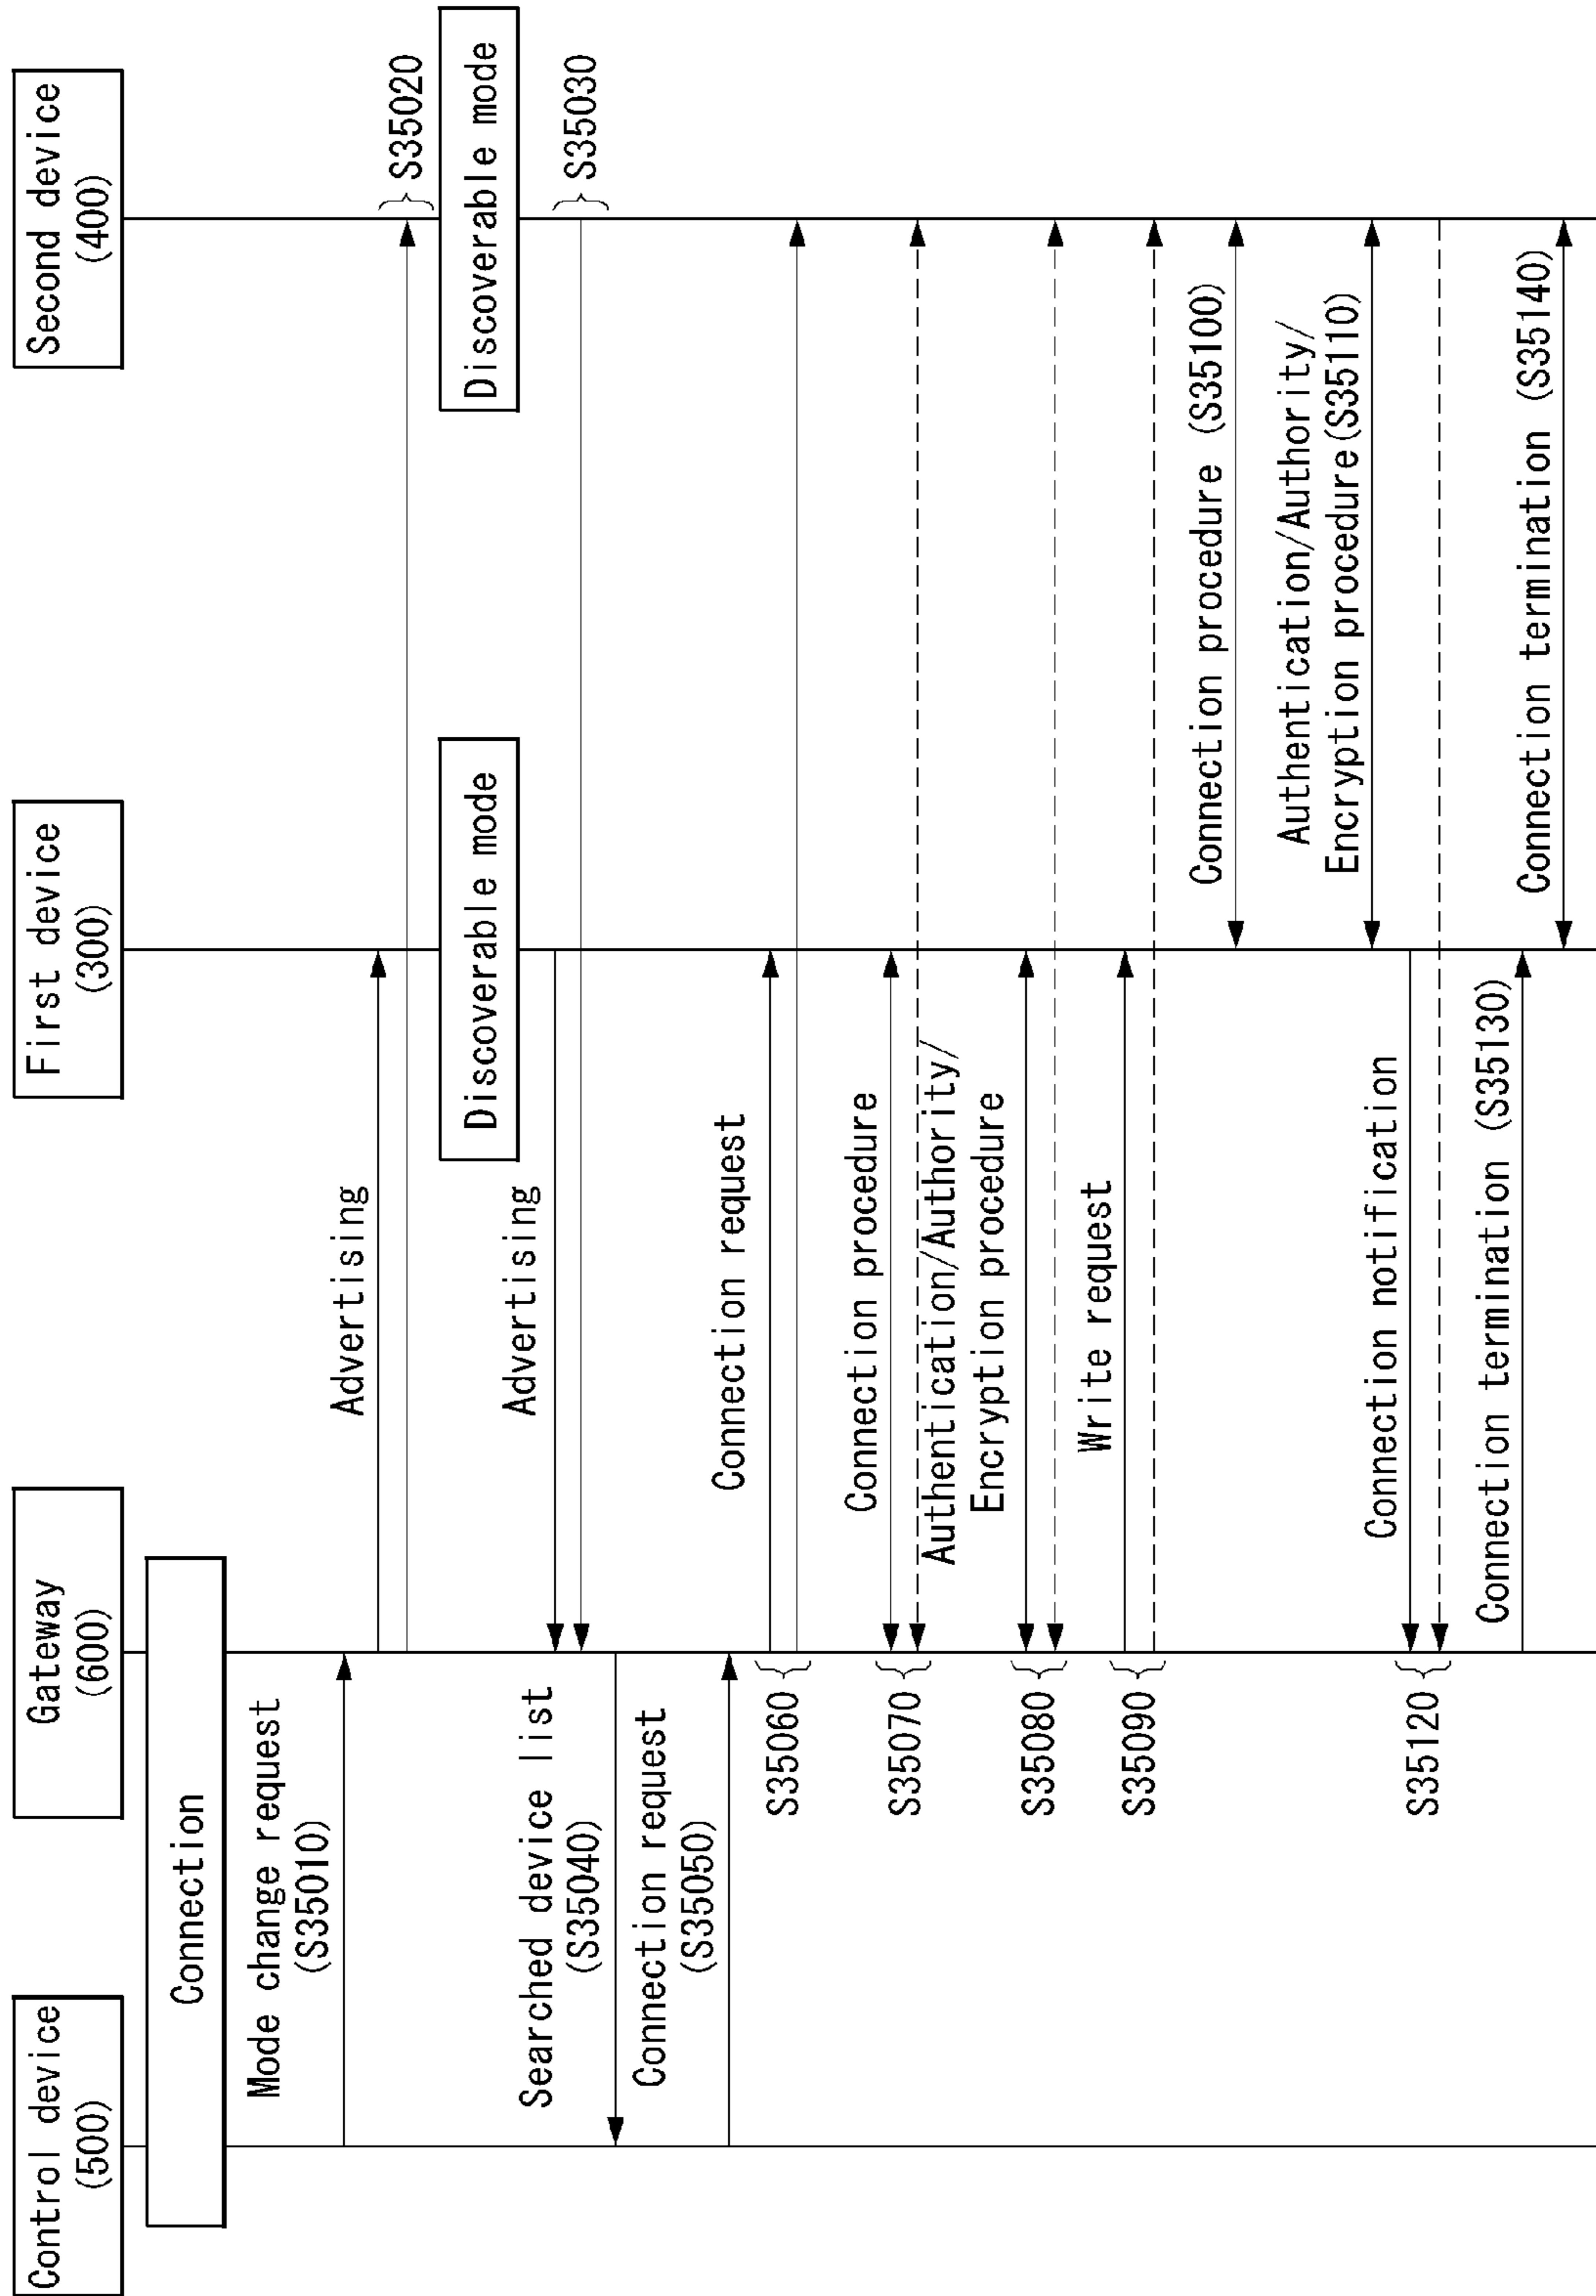 Control device
(500)
Gateway
(600)
First device
(300)
Second device
(400)
Connection
Mode change request
(S35010)
Advertising
S35020
Discoverable mode
Discoverable mode
Advertising
S35030
Searched device list
(S35040)
Connection request
(S35050)
Connection request
S35060
Connection procedure
S35070
Authentication/Authority/
Encryption procedure
S35080
Write request
S35090
Connection procedure (S35100)
Authentication/Authority/
Encryption procedure(S35110)
Connection notification
S35120
Connection termination (S35130)
Connection termination (S35140)